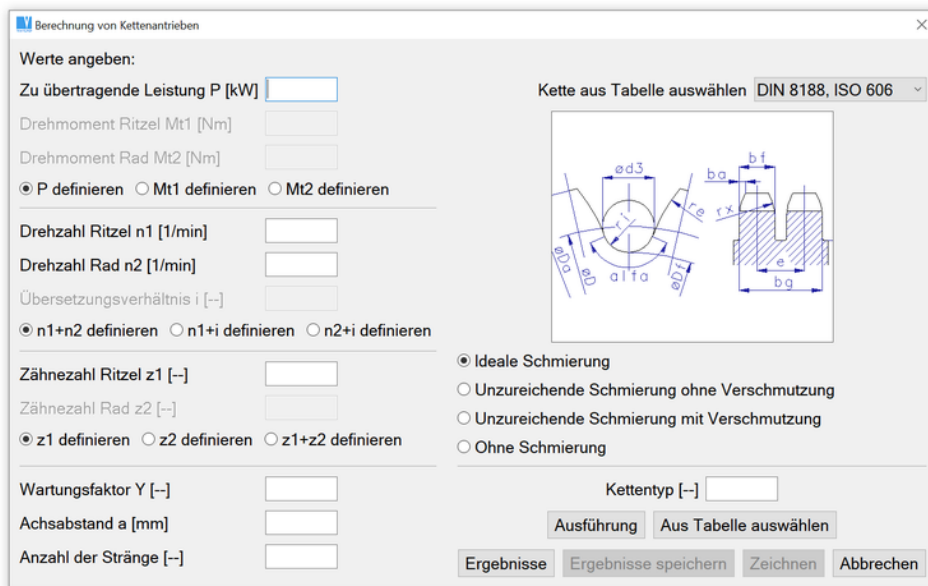 Berechnung von Kettenantrieben
Werte angeben:
Zu übertragende Leistung P [kW]
Drehmoment Ritzel Mt1 [Nm]
Drehmoment Rad Mt2 [Nm]
P definieren Mt1 definieren Mt2 definieren
Drehzahl Ritzel n1 [1/min]
Drehzahl Rad n2 [1/min]
Übersetzungsverhältnis i [--]
n1+n2 definieren n1+i definieren n2+i definieren
Zähnezahl Ritzel z1 [--]
Zähnezahl Rad z2 [--]
z1 definieren z2 definieren z1+z2 definieren
Wartungsfaktor Y [--]
Achsabstand a [mm]
Anzahl der Stränge [--]
Kette aus Tabelle auswählen DIN 8188, ISO 606
ød3
ri
re
øDa
øD
alfa
øDf
bf
ba
rx
e
bg
Ideale Schmierung
Unzureichende Schmierung ohne Verschmutzung
Unzureichende Schmierung mit Verschmutzung
Ohne Schmierung
Kettentyp [--]
Ausführung Aus Tabelle auswählen
Ergebnisse Ergebnisse speichern Zeichnen Abbrechen